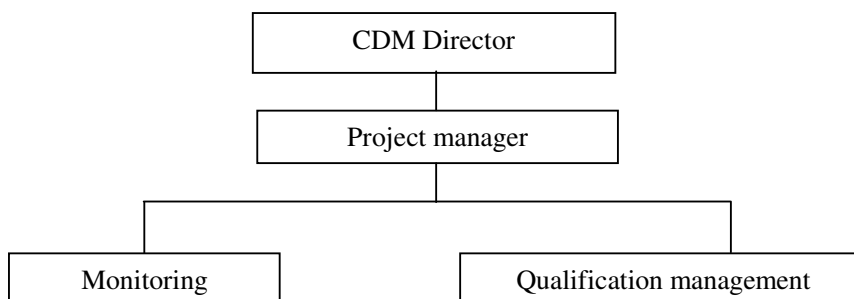 CDM Director
Project manager
Monitoring
Qualification management